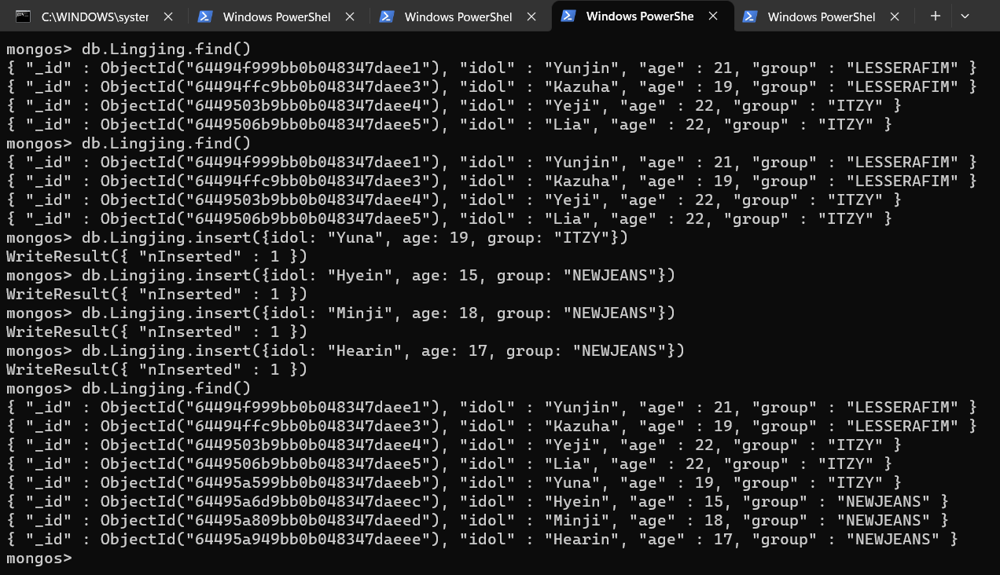 C:\WINDOWS\syster
Windows PowerShel
Windows PowerShel
Windows PowerShe
Windows PowerShel
mongos> db.Lingjing.find()
{ "_id" : ObjectId("64494f999bb0b048347daee1"), "idol" : "Yunjin", "age" : 21, "group" : "LESSERAFIM" }
{ "_id" : ObjectId("64494ffc9bb0b048347daee3"), "idol" : "Kazuha", "age" : 19, "group" : "LESSERAFIM" }
{ "_id" : ObjectId("6449503b9bb0b048347daee4"), "idol" : "Yeji", "age" : 22, "group" : "ITZY" }
{ "_id" : ObjectId("6449506b9bb0b048347daee5"), "idol" : "Lia", "age" : 22, "group" : "ITZY" }
mongos> db.Lingjing.find()
{ "_id" : ObjectId("64494f999bb0b048347daee1"), "idol" : "Yunjin", "age" : 21, "group" : "LESSERAFIM" }
{ "_id" : ObjectId("64494ffc9bb0b048347daee3"), "idol" : "Kazuha", "age" : 19, "group" : "LESSERAFIM" }
{ "_id" : ObjectId("6449503b9bb0b048347daee4"), "idol" : "Yeji", "age" : 22, "group" : "ITZY" }
{ "_id" : ObjectId("6449506b9bb0b048347daee5"), "idol" : "Lia", "age" : 22, "group" : "ITZY" }
mongos> db.Lingjing.insert({idol: "Yuna", age: 19, group: "ITZY"})
WriteResult({ "nInserted" : 1 })
mongos> db.Lingjing.insert({idol: "Hyein", age: 15, group: "NEWJEANS"})
WriteResult({ "nInserted" : 1 })
mongos> db.Lingjing.insert({idol: "Minji", age: 18, group: "NEWJEANS"})
WriteResult({ "nInserted" : 1 })
mongos> db.Lingjing.insert({idol: "Hearin", age: 17, group: "NEWJEANS"})
WriteResult({ "nInserted" : 1 })
mongos> db.Lingjing.find()
{ "_id" : ObjectId("64494f999bb0b048347daee1"), "idol" : "Yunjin", "age" : 21, "group" : "LESSERAFIM" }
{ "_id" : ObjectId("64494ffc9bb0b048347daee3"), "idol" : "Kazuha", "age" : 19, "group" : "LESSERAFIM" }
{ "_id" : ObjectId("6449503b9bb0b048347daee4"), "idol" : "Yeji", "age" : 22, "group" : "ITZY" }
{ "_id" : ObjectId("6449506b9bb0b048347daee5"), "idol" : "Lia", "age" : 22, "group" : "ITZY" }
{ "_id" : ObjectId("64495a599bb0b048347daeeb"), "idol" : "Yuna", "age" : 19, "group" : "ITZY" }
{ "_id" : ObjectId("64495a6d9bb0b048347daeec"), "idol" : "Hyein", "age" : 15, "group" : "NEWJEANS" }
{ "_id" : ObjectId("64495a809bb0b048347daeed"), "idol" : "Minji", "age" : 18, "group" : "NEWJEANS" }
{ "_id" : ObjectId("64495a949bb0b048347daeee"), "idol" : "Hearin", "age" : 17, "group" : "NEWJEANS" }
mongos>